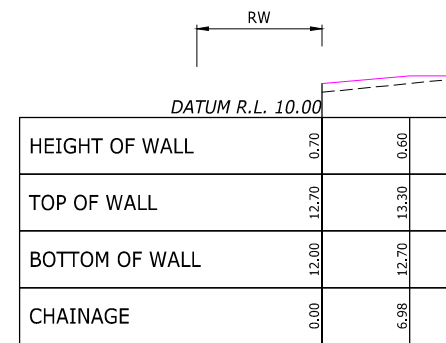 RW
DATUM R.L. 10.00
HEIGHT OF WALL 0.70 0.60
TOP OF WALL 12.70 13.30
BOTTOM OF WALL 12.00 12.70
CHAINAGE 0.00 6.98